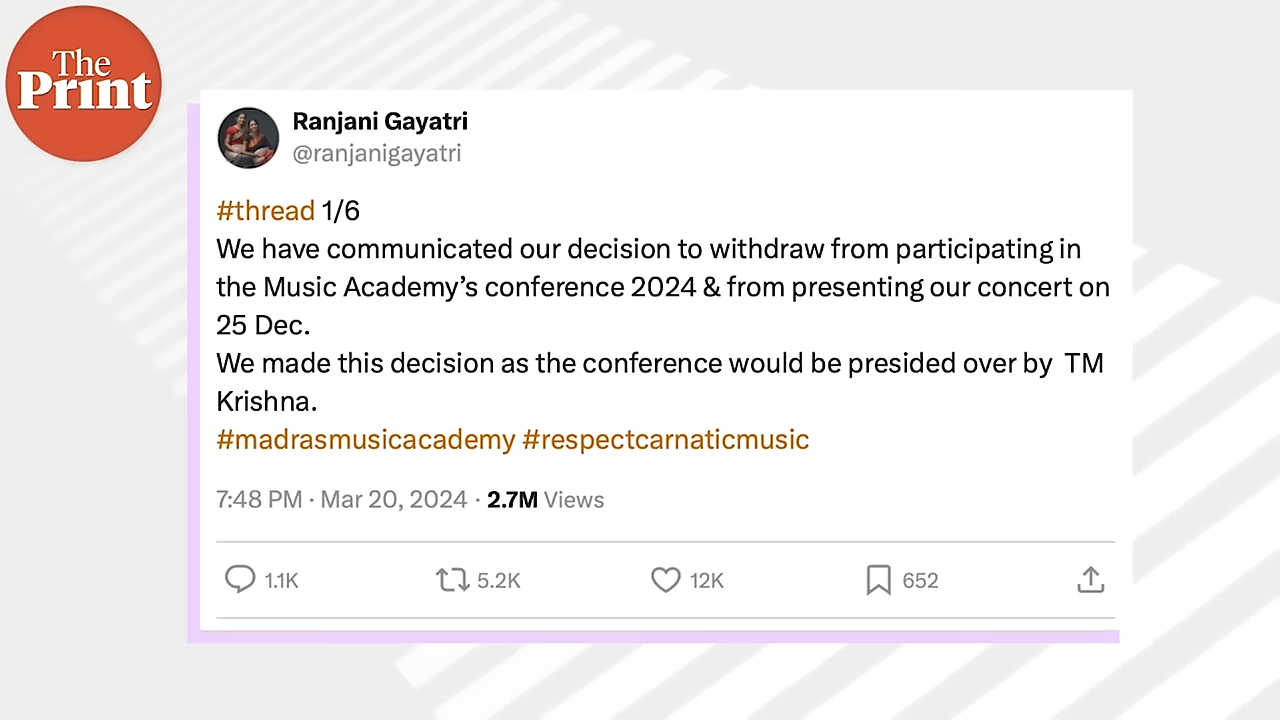 The
Print
Ranjani Gayatri
@ranjanigayatri
#thread 1/6
We have communicated our decision to withdraw from participating in
the Music Academy’s conference 2024 & from presenting our concert on
25 Dec.
We made this decision as the conference would be presided over by TM
Krishna.
#madrasmusicacademy #respectcarnaticmusic
7:48 PM · Mar 20, 2024 · 2.7M Views
1.1K 5.2K 12K 652